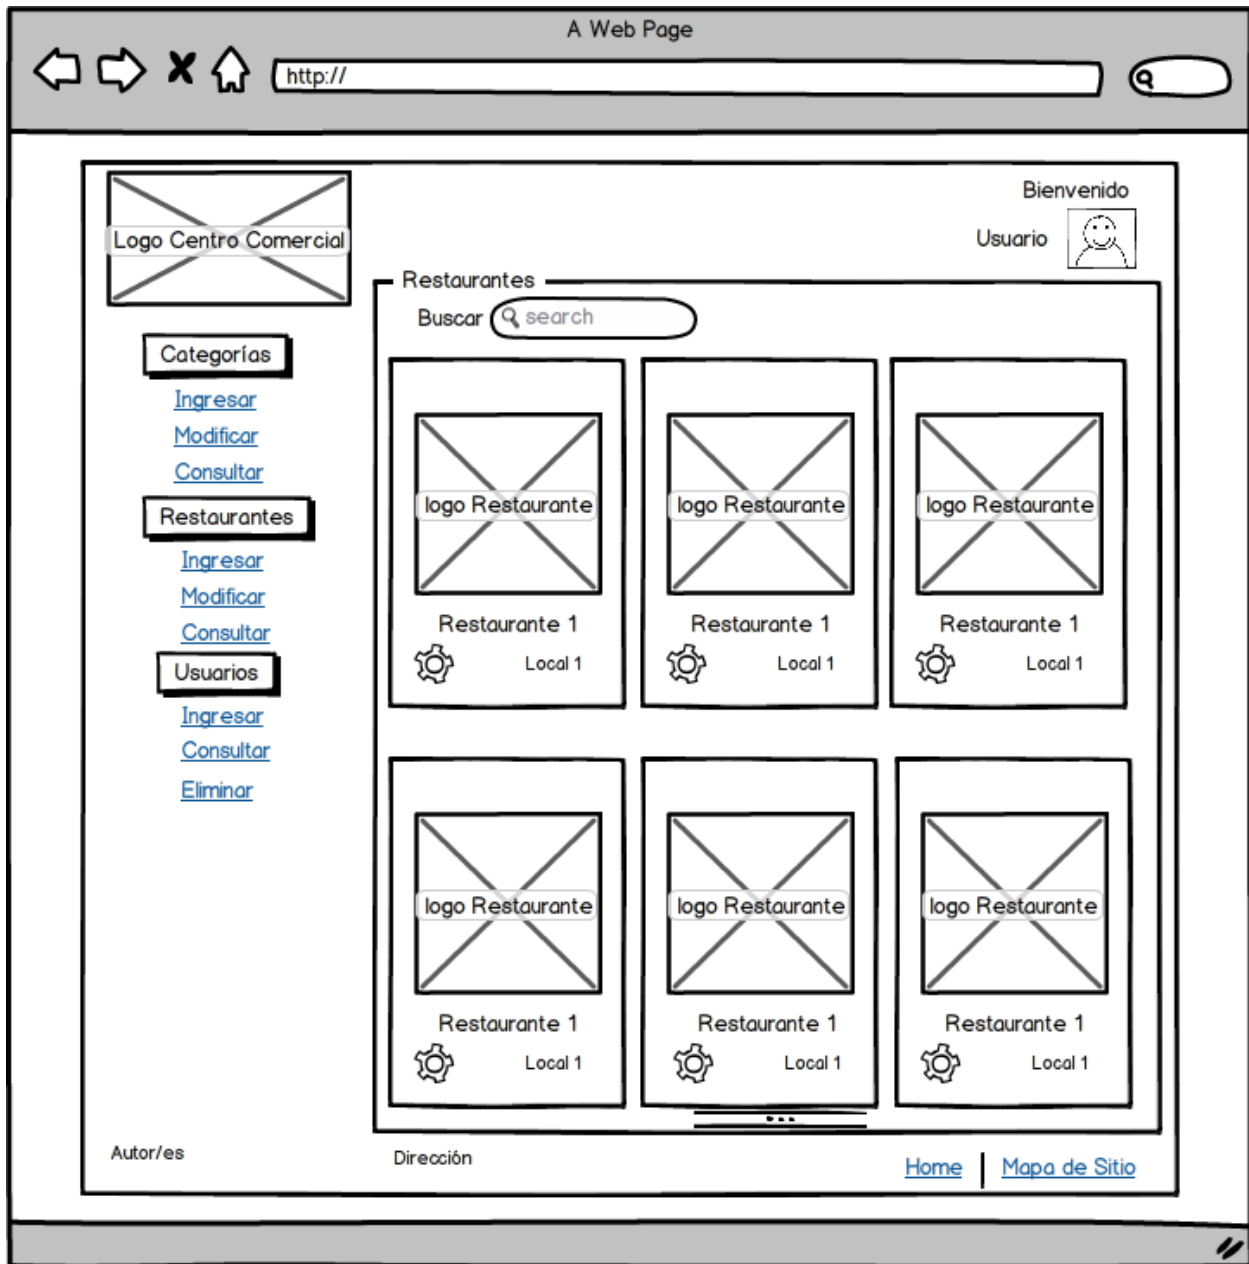 A Web Page
http://
Logo Centro Comercial
Bienvenido
Usuario
Categorías
Ingresar
Modificar
Consultar
Restaurantes
Ingresar
Modificar
Consultar
Usuarios
Ingresar
Consultar
Eliminar
Restaurantes
Buscar search
logo Restaurante logo Restaurante logo Restaurante
Restaurante 1 Restaurante 1 Restaurante 1
Local 1 Local 1 Local 1
logo Restaurante logo Restaurante logo Restaurante
Restaurante 1 Restaurante 1 Restaurante 1
Local 1 Local 1 Local 1
Autor/es Dirección Home Mapa de Sitio